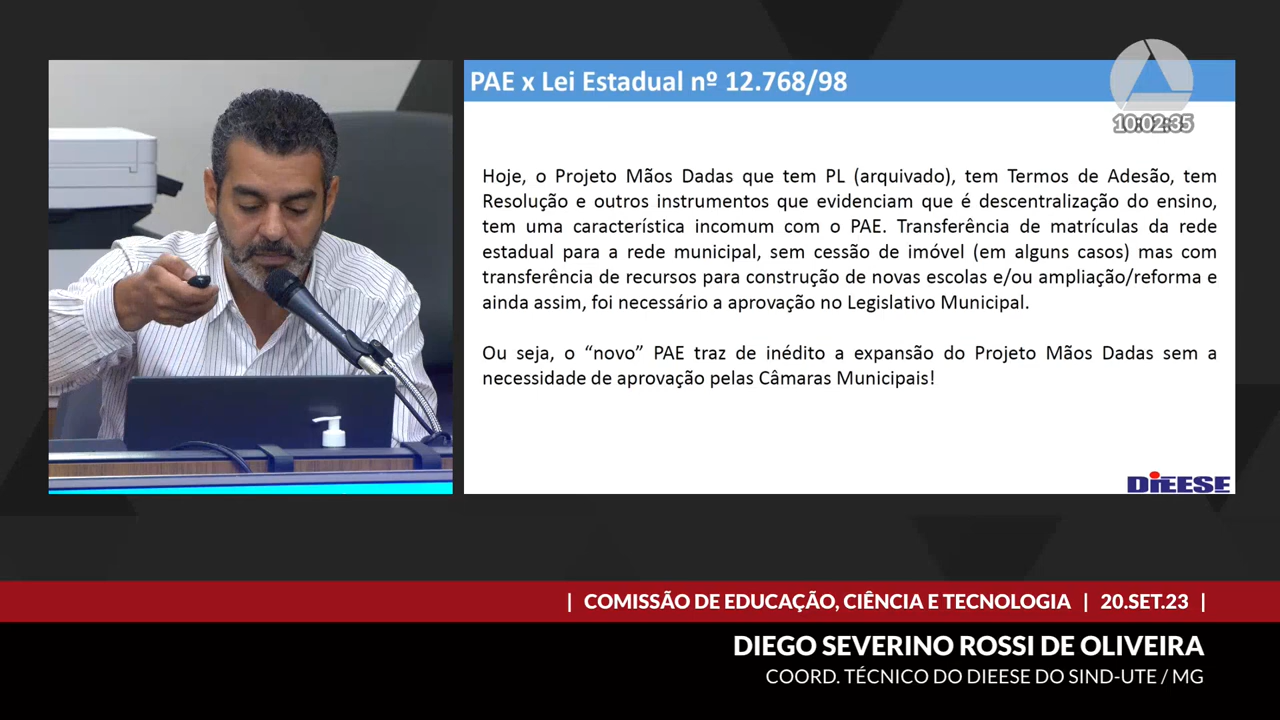 PAE x Lei Estadual nº 12.768/98
10:02:35
Hoje, o Projeto Mãos Dadas que tem PL (arquivado), tem Termos de Adesão, tem
Resolução e outros instrumentos que evidenciam que é descentralização do ensino,
tem uma característica incomum com o PAE. Transferência de matrículas da rede
estadual para a rede municipal, sem cessão de imóvel (em alguns casos) mas com
transferência de recursos para construção de novas escolas e/ou ampliação/reforma e
ainda assim, foi necessário a aprovação no Legislativo Municipal.
Ou seja, o “novo” PAE traz de inédito a expansão do Projeto Mãos Dadas sem a
necessidade de aprovação pelas Câmaras Municipais!
DIEESE
| COMISSÃO DE EDUCAÇÃO, CIÊNCIA E TECNOLOGIA | 20.SET.23 |
DIEGO SEVERINO ROSSI DE OLIVEIRA
COORD. TÉCNICO DO DIEESE DO SIND-UTE / MG